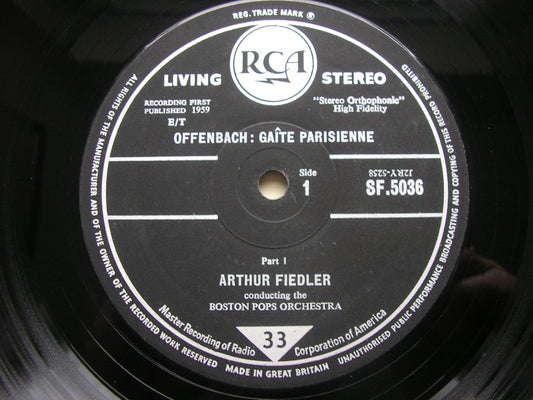 REG. TRADE MARK ®
RCA
LIVING STEREO
RECORDING FIRST
PUBLISHED 1959
E/T
"Stereo Orthophonic"
High Fidelity
OFFENBACH: GAÎTE PARISIENNE
Side
1
J2RY-5258
SF.5036
Part 1
ARTHUR FIEDLER
conducting the
BOSTON POPS ORCHESTRA
Master Recording of Radio Corporation of America
33
MADE IN GREAT BRITAIN
ALL RIGHTS OF THE MANUFACTURER AND OF THE OWNER OF THE RECORDED WORK RESERVED
UNAUTHORISED PUBLIC PERFORMANCE BROADCASTING AND COPYING OF THIS RECORD PROHIBITED